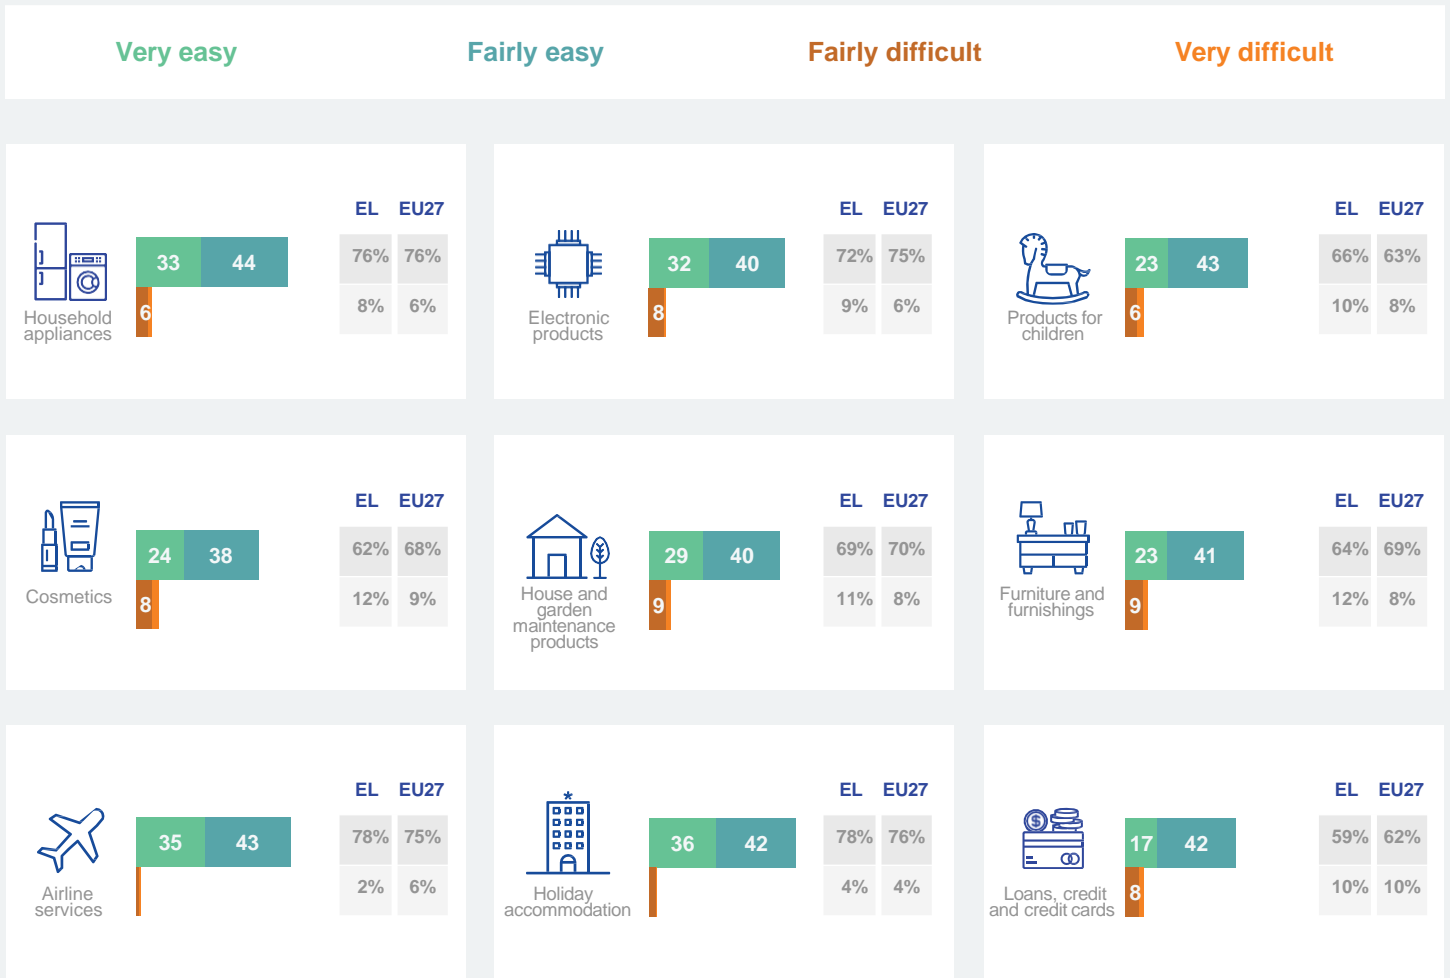 Very easy Fairly easy Fairly difficult Very difficult
EL EU27
33 44 76% 76%
6 8% 6%
Household
appliances
EL EU27
32 40 72% 75%
8 9% 6%
Electronic
products
EL EU27
23 43 66% 63%
6 10% 8%
Products for
children
EL EU27
24 38 62% 68%
8 12% 9%
Cosmetics
EL EU27
29 40 69% 70%
9 11% 8%
House and
garden
maintenance
products
EL EU27
23 41 64% 69%
9 12% 8%
Furniture and
furnishings
EL EU27
35 43 78% 75%
2% 6%
Airline
services
EL EU27
36 42 78% 76%
4% 4%
Holiday
accommodation
EL EU27
$
17 42 59% 62%
8 10% 10%
Loans, credit
and credit cards